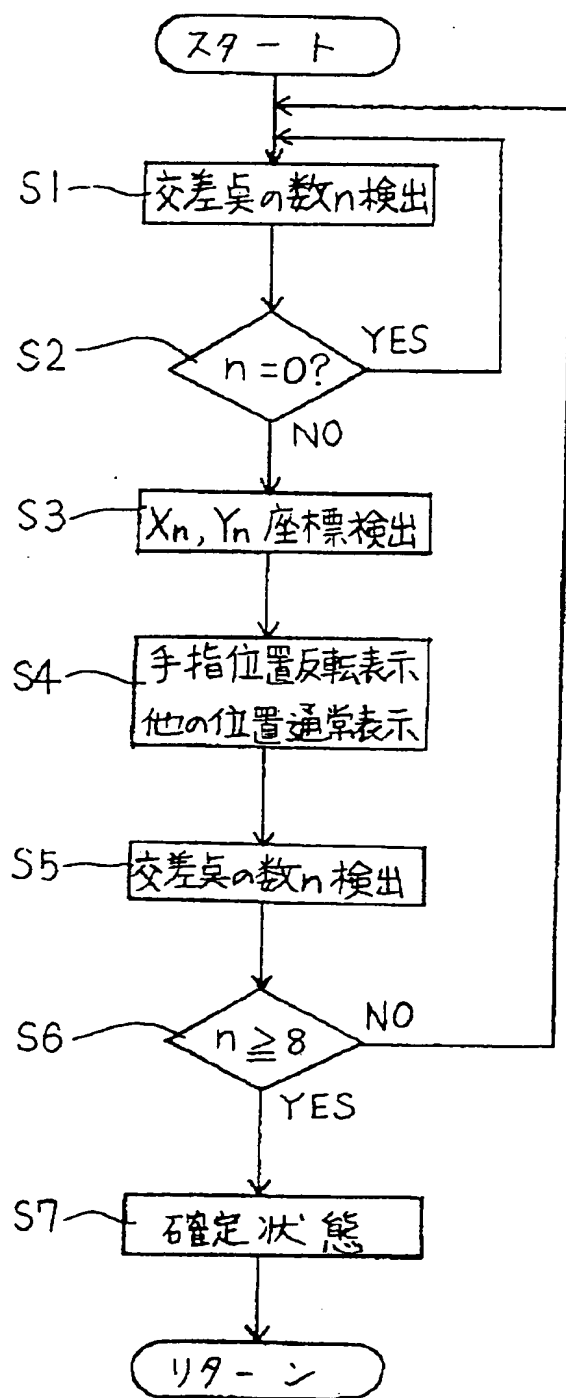 スタート
S1
交差点の数n検出
S2
n=0?
YES
NO
S3
Xn, Yn 座標検出
S4
手指位置反転表示
他の位置通常表示
S5
交差点の数n検出
S6
n≧8
NO
YES
S7
確定状態
リターン